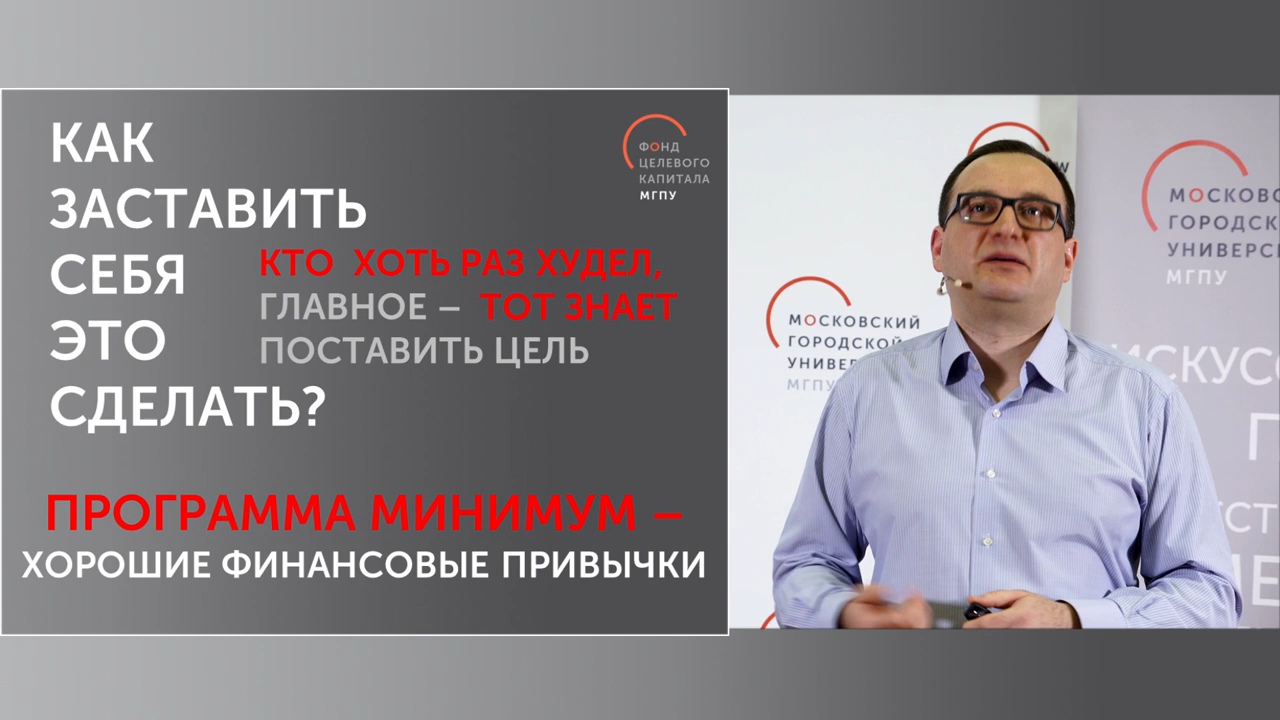 КАК
ЗАСТАВИТЬ
СЕБЯ
ЭТО
СДЕЛАТЬ?
КТО ХОТЬ РАЗ ХУДЕЛ,
ГЛАВНОЕ – ТОТ ЗНАЕТ
ПОСТАВИТЬ ЦЕЛЬ
ПРОГРАММА МИНИМУМ –
ХОРОШИЕ ФИНАНСОВЫЕ ПРИВЫЧКИ
ФОНД
ЦЕЛЕВОГО
КАПИТАЛА
МГПУ
МОСКОВСКИЙ
ГОРОДСКОЙ
УНИВЕ
МГПУ
МОСКОВС
ГОРОДСК
УНИВЕРС
МГПУ
ИСКУСС